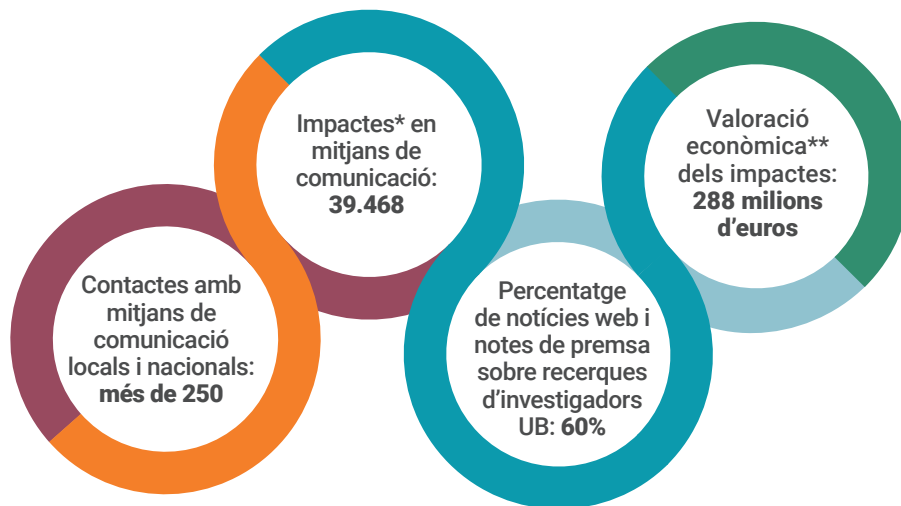 Contactes amb
mitjans de
comunicació
locals i nacionals:
més de 250
Impactes* en
mitjans de
comunicació:
39.468
Percentatge
de notícies web i
notes de premsa
sobre recerques
d’investigadors
UB: 60%
Valoració
econòmica**
dels impactes:
288 milions
d’euros